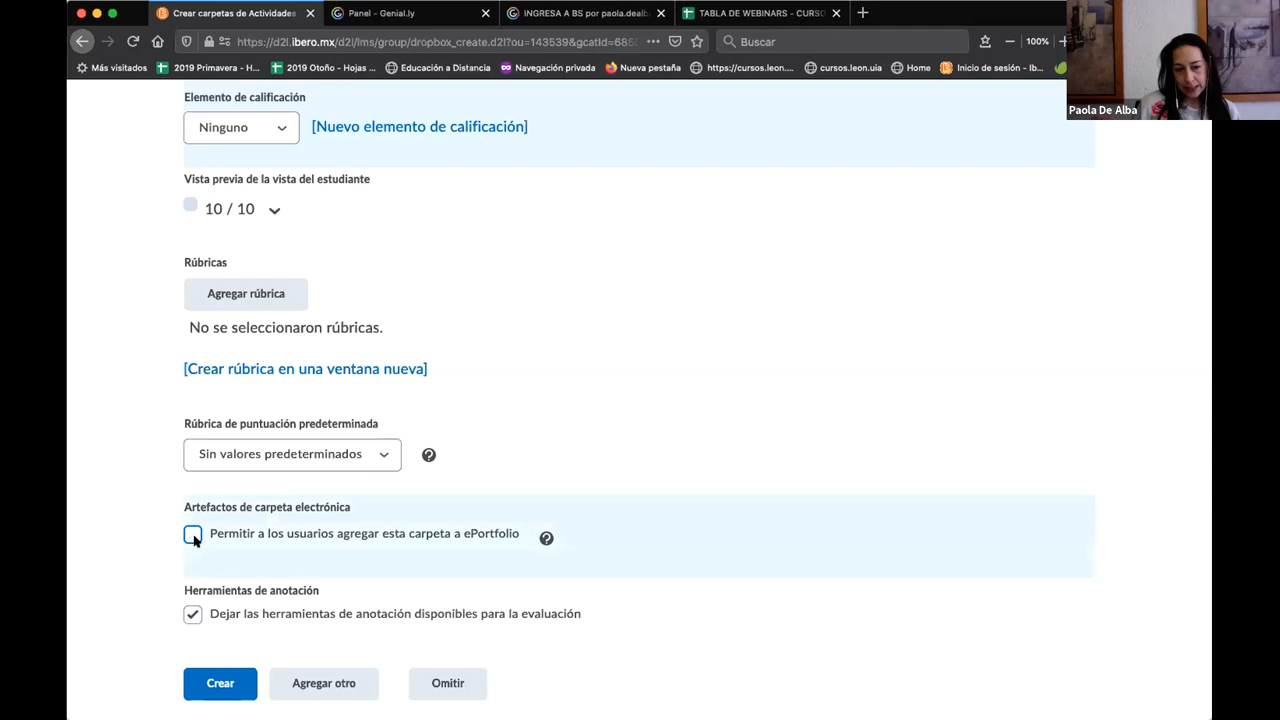 Crear carpetas de Actividades
Panel - Genial.ly
INGRESA A BS por paola.dealb
TABLA DE WEBINARS - CURSO
https://d2l.ibero.mx/d2l/lms/group/dropbox_create.d2l?ou=143539&gcatId=685
Buscar
100%
Más visitados
2019 Primavera - H...
2019 Otoño - Hojas ...
Educación a Distancia
Navegación privada
Nueva pestaña
https://cursos.leon....
cursos.leon.uia
Home
Inicio de sesión - Ib...
Paola De Alba
Elemento de calificación
Ninguno
[Nuevo elemento de calificación]
Vista previa de la vista del estudiante
10 / 10
Rúbricas
Agregar rúbrica
No se seleccionaron rúbricas.
[Crear rúbrica en una ventana nueva]
Rúbrica de puntuación predeterminada
Sin valores predeterminados
Artefactos de carpeta electrónica
Permitir a los usuarios agregar esta carpeta a ePortfolio
Herramientas de anotación
Dejar las herramientas de anotación disponibles para la evaluación
Crear
Agregar otro
Omitir